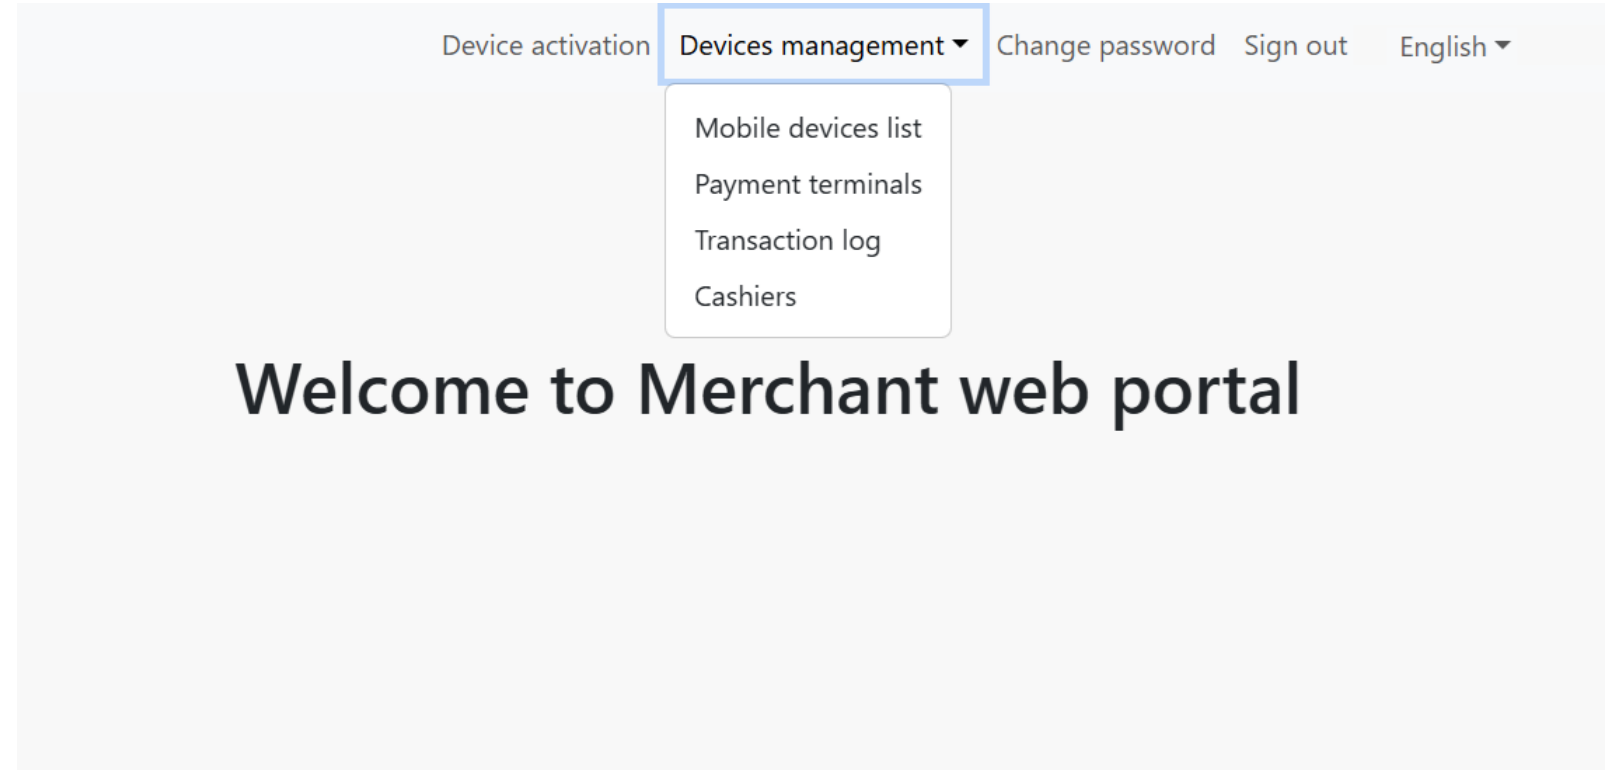 Device activation Devices management Change password Sign out English
Mobile devices list
Payment terminals
Transaction log
Cashiers
Welcome to Merchant web portal